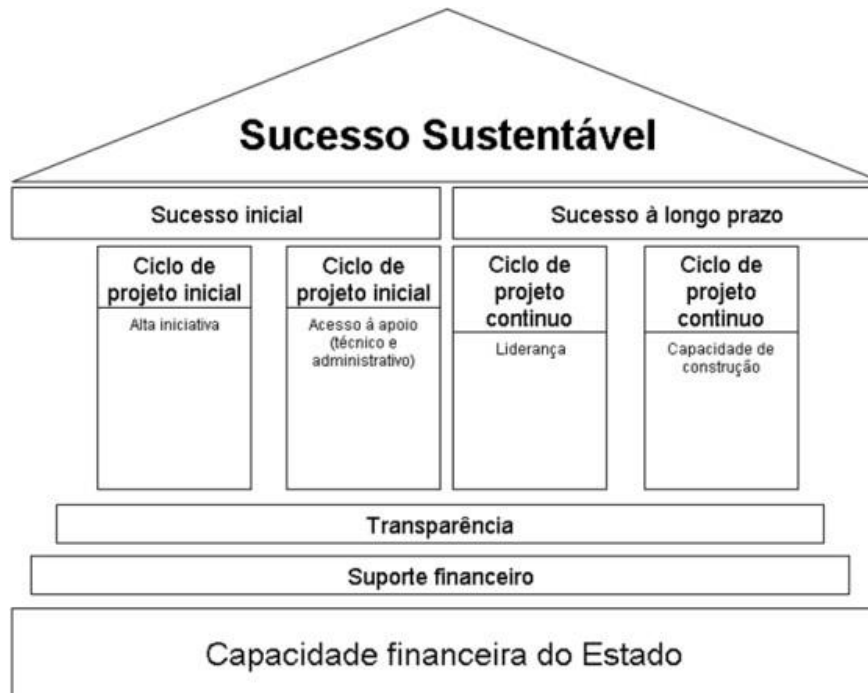 Sucesso Sustentável
Sucesso inicial
Sucesso à longo prazo
Ciclo de
projeto inicial
Alta iniciativa
Ciclo de
projeto inicial
Acesso á apoio
(técnico e
administrativo)
Ciclo de
projeto
continuo
Liderança
Ciclo de
projeto
continuo
Capacidade de
construção
Transparência
Suporte financeiro
Capacidade financeira do Estado